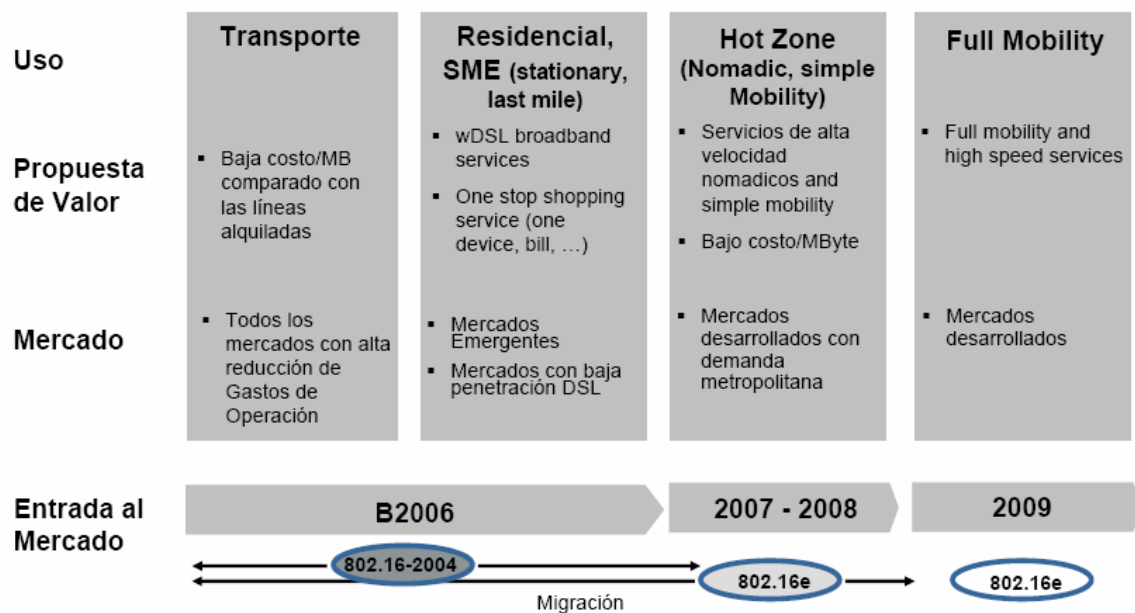 Uso
Transporte
Residencial,
SME (stationary,
last mile)
Hot Zone
(Nomadic, simple
Mobility)
Full Mobility
Propuesta
de Valor
▪ Baja costo/MB
comparado con
las líneas
alquiladas
▪ wDSL broadband
services
▪ One stop shopping
service (one
device, bill, …)
▪ Servicios de alta
velocidad
nomadicos and
simple mobility
▪ Bajo costo/MByte
▪ Full mobility and
high speed services
Mercado
▪ Todos los
mercados con alta
reducción de
Gastos de
Operación
▪ Mercados
Emergentes
▪ Mercados con baja
penetración DSL
▪ Mercados
desarrollados con
demanda
metropolitana
▪ Mercados
desarrollados
Entrada al
Mercado
B2006
2007 - 2008
2009
802.16-2004
802.16e
802.16e
Migración